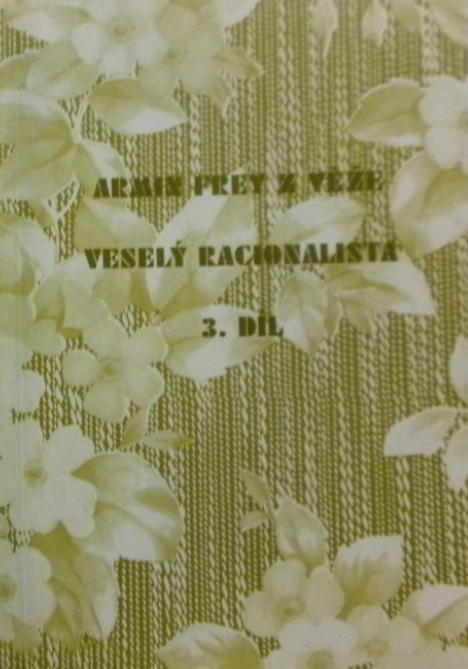 ARMIN FREY Z VĚŽE
VESELÝ RACIONALISTA
3. DÍL